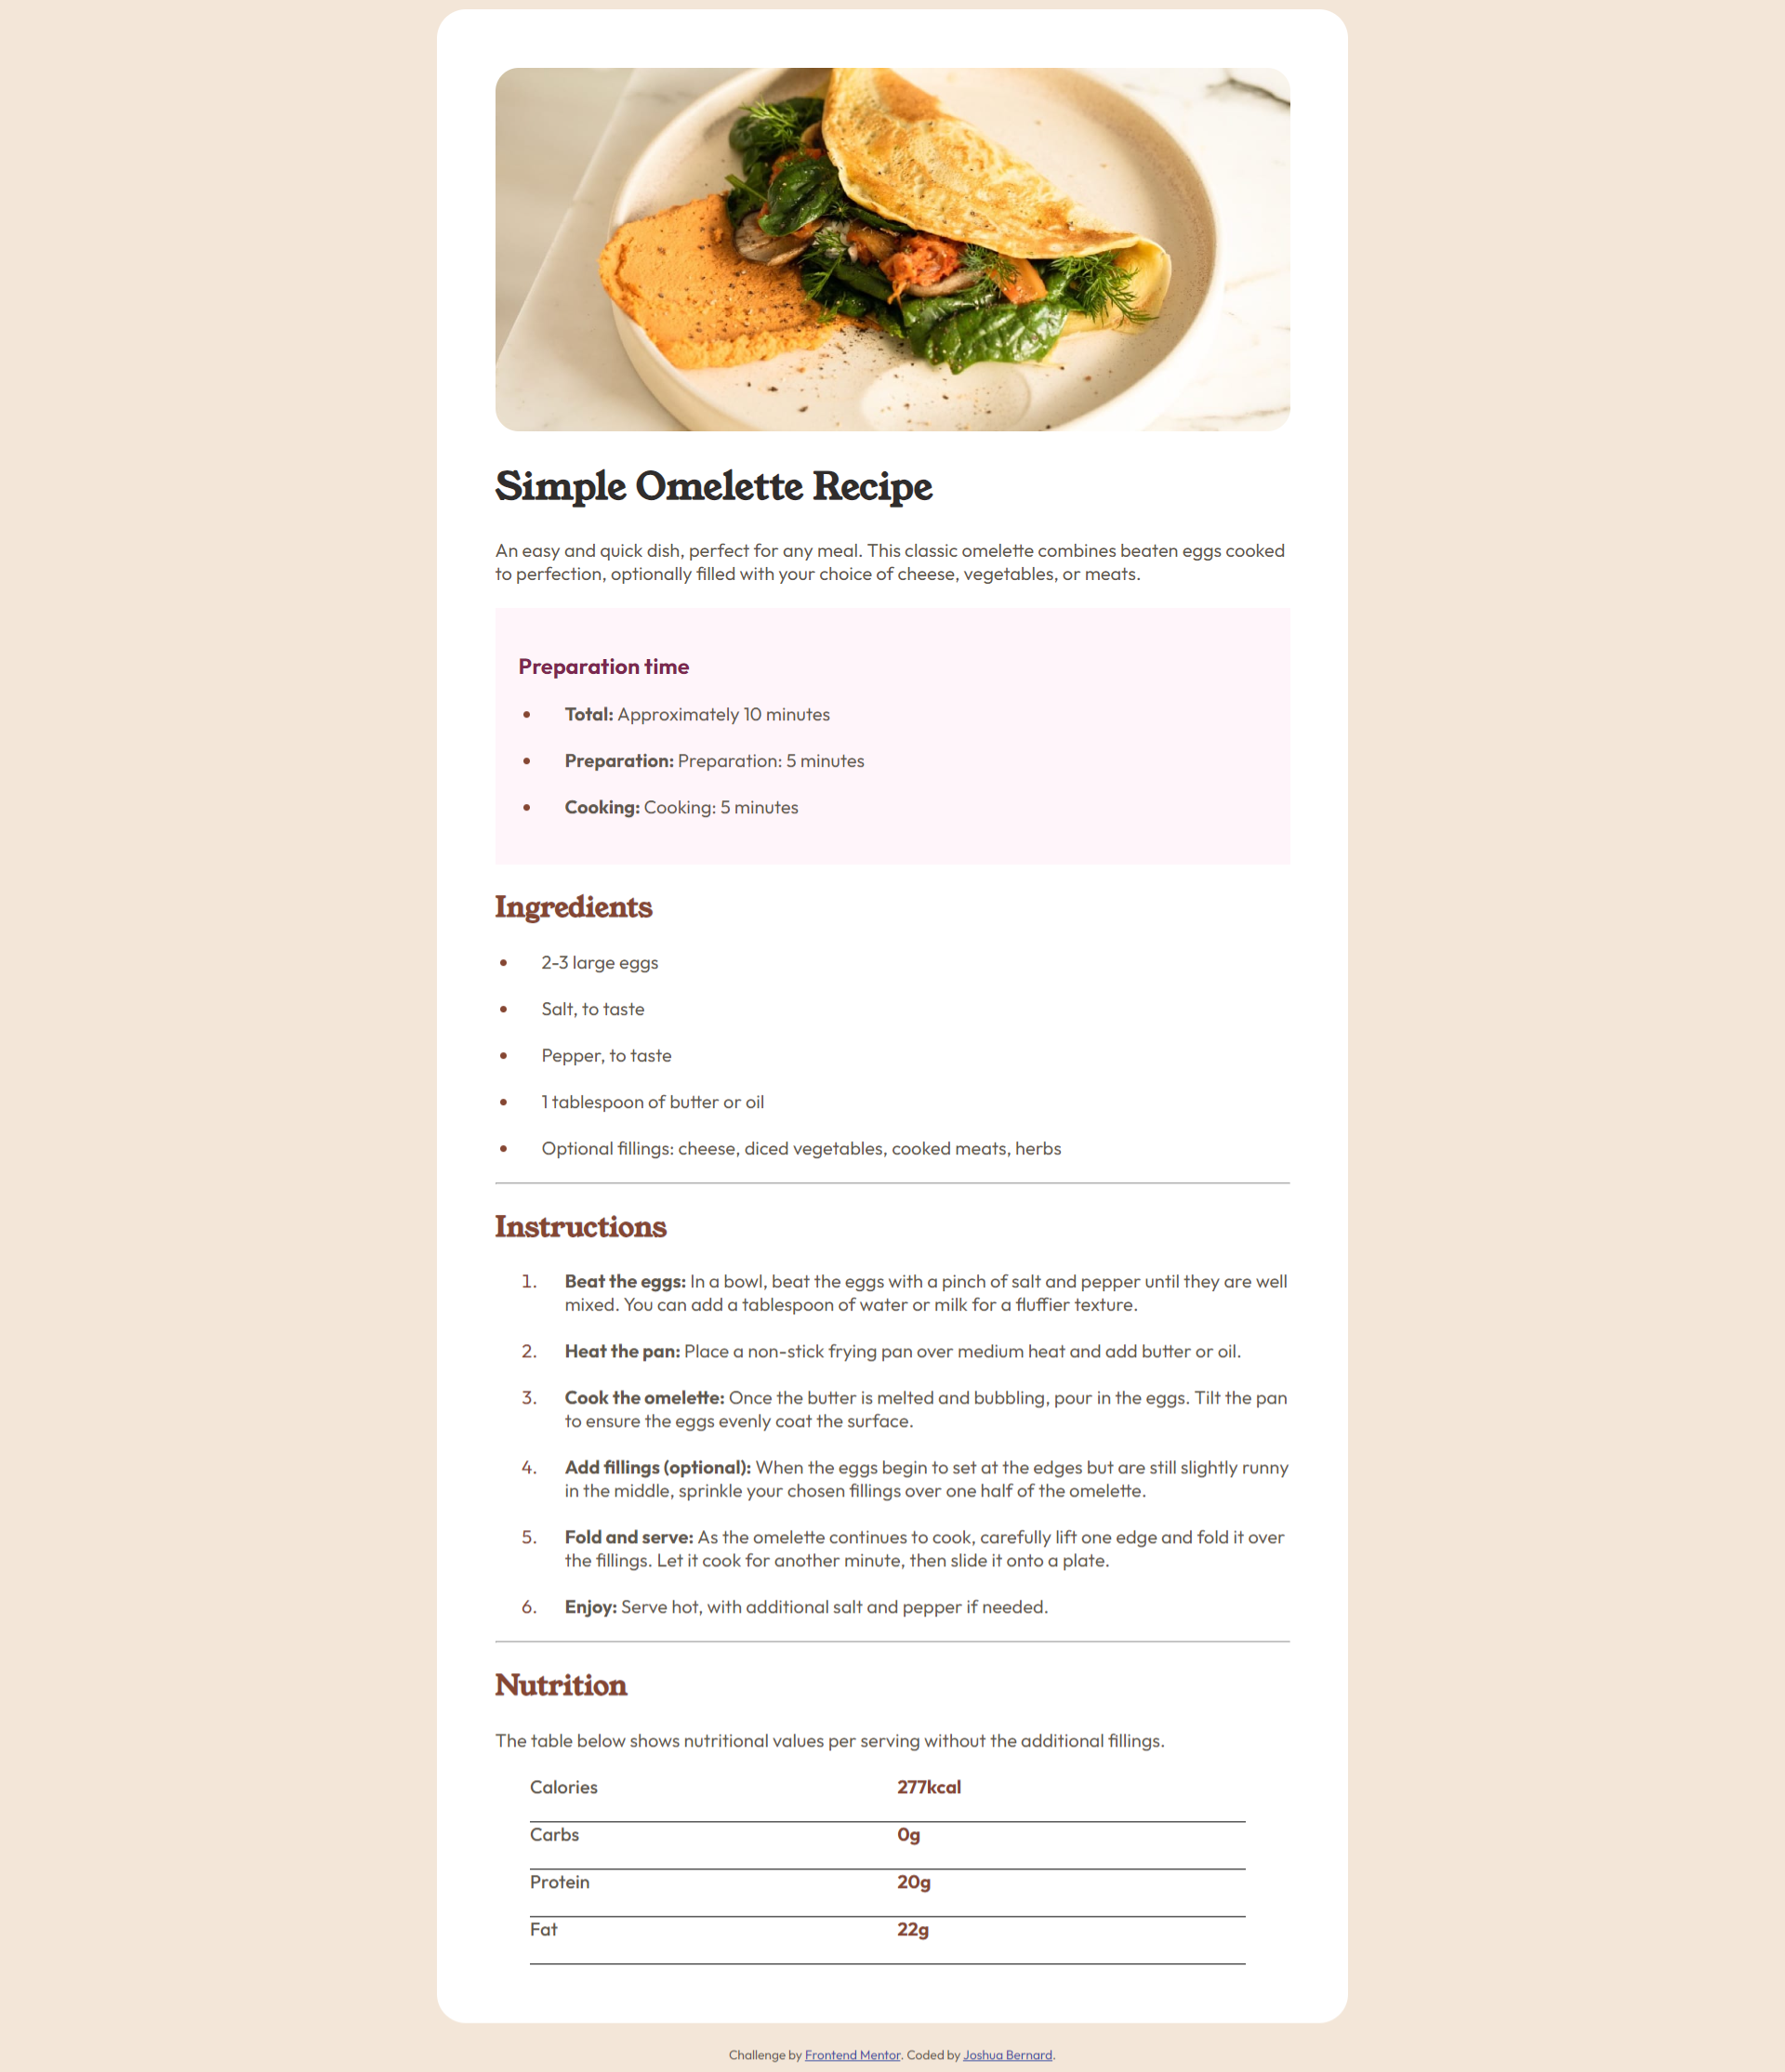 Simple Omelette Recipe
An easy and quick dish, perfect for any meal. This classic omelette combines beaten eggs cooked
to perfection, optionally filled with your choice of cheese, vegetables, or meats.
Preparation time
• Total: Approximately 10 minutes
• Preparation: Preparation: 5 minutes
• Cooking: Cooking: 5 minutes
Ingredients
• 2-3 large eggs
• Salt, to taste
• Pepper, to taste
• 1 tablespoon of butter or oil
• Optional fillings: cheese, diced vegetables, cooked meats, herbs
Instructions
1. Beat the eggs: In a bowl, beat the eggs with a pinch of salt and pepper until they are well
mixed. You can add a tablespoon of water or milk for a fluffier texture.
2. Heat the pan: Place a non-stick frying pan over medium heat and add butter or oil.
3. Cook the omelette: Once the butter is melted and bubbling, pour in the eggs. Tilt the pan
to ensure the eggs evenly coat the surface.
4. Add fillings (optional): When the eggs begin to set at the edges but are still slightly runny
in the middle, sprinkle your chosen fillings over one half of the omelette.
5. Fold and serve: As the omelette continues to cook, carefully lift one edge and fold it over
the fillings. Let it cook for another minute, then slide it onto a plate.
6. Enjoy: Serve hot, with additional salt and pepper if needed.
Nutrition
The table below shows nutritional values per serving without the additional fillings.
Calories 277kcal
Carbs 0g
Protein 20g
Fat 22g
Challenge by Frontend Mentor. Coded by Joshua Bernard.